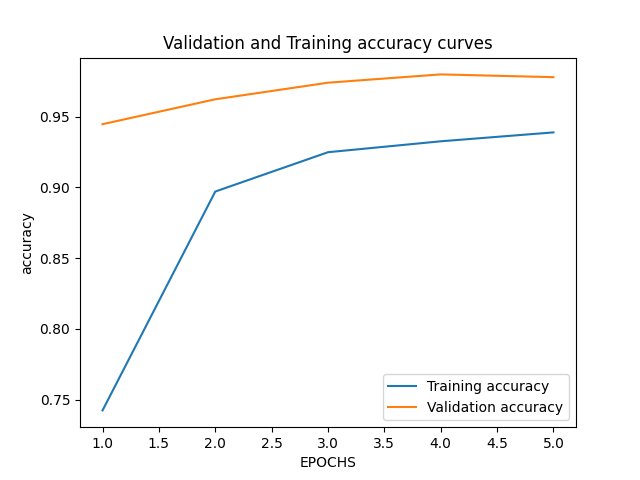 Validation and Training accuracy curves
accuracy
0.95
0.90
0.85
0.80
0.75
Training accuracy
Validation accuracy
1.0 1.5 2.0 2.5 3.0 3.5 4.0 4.5 5.0
EPOCHS